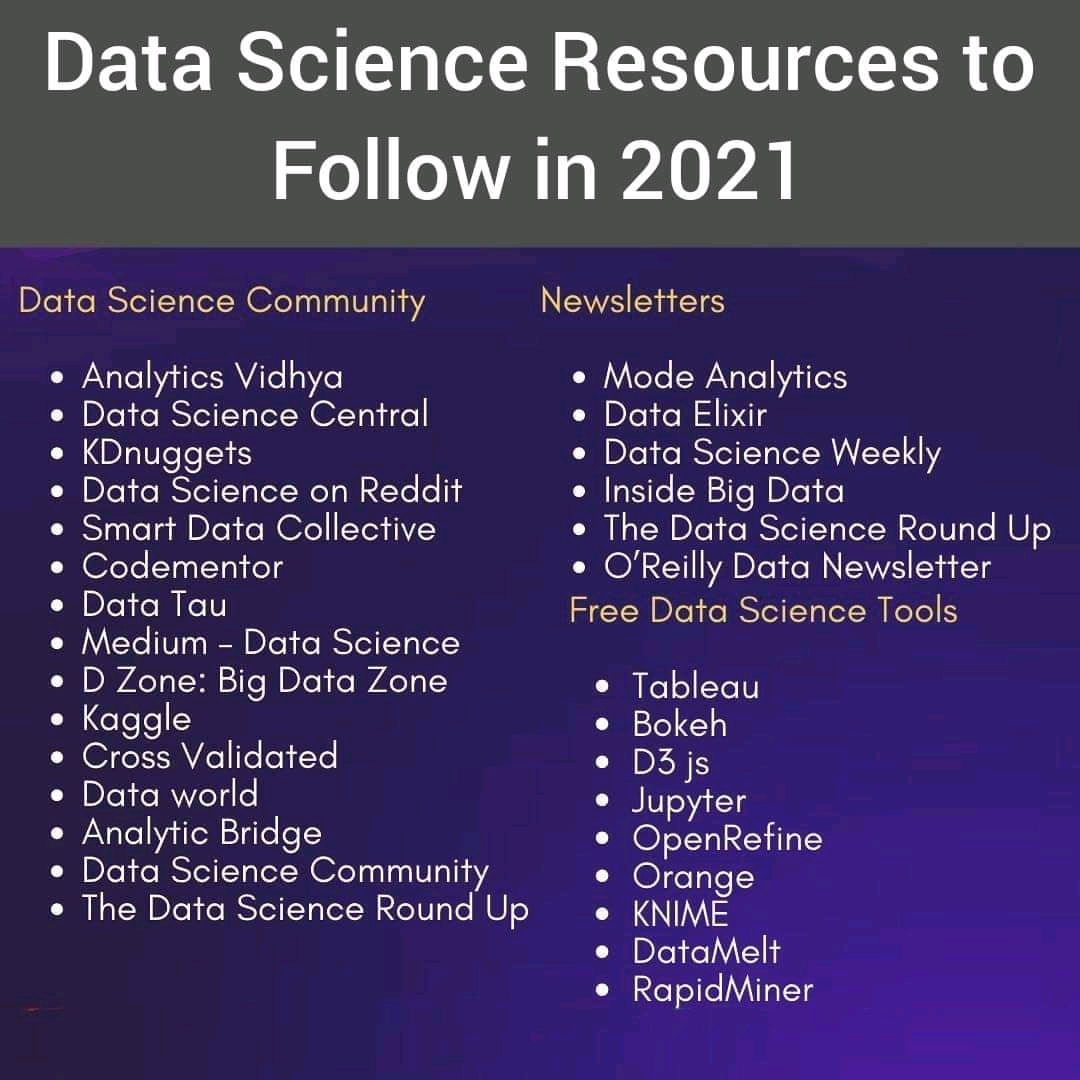 Data Science Resources to
Follow in 2021
Data Science Community
• Analytics Vidhya
• Data Science Central
• KDnuggets
• Data Science on Reddit
• Smart Data Collective
• Codementor
• Data Tau
• Medium – Data Science
• D Zone: Big Data Zone
• Kaggle
• Cross Validated
• Data world
• Analytic Bridge
• Data Science Community
• The Data Science Round Up
Newsletters
• Mode Analytics
• Data Elixir
• Data Science Weekly
• Inside Big Data
• The Data Science Round Up
• O’Reilly Data Newsletter
Free Data Science Tools
• Tableau
• Bokeh
• D3 js
• Jupyter
• OpenRefine
• Orange
• KNIME
• DataMelt
• RapidMiner